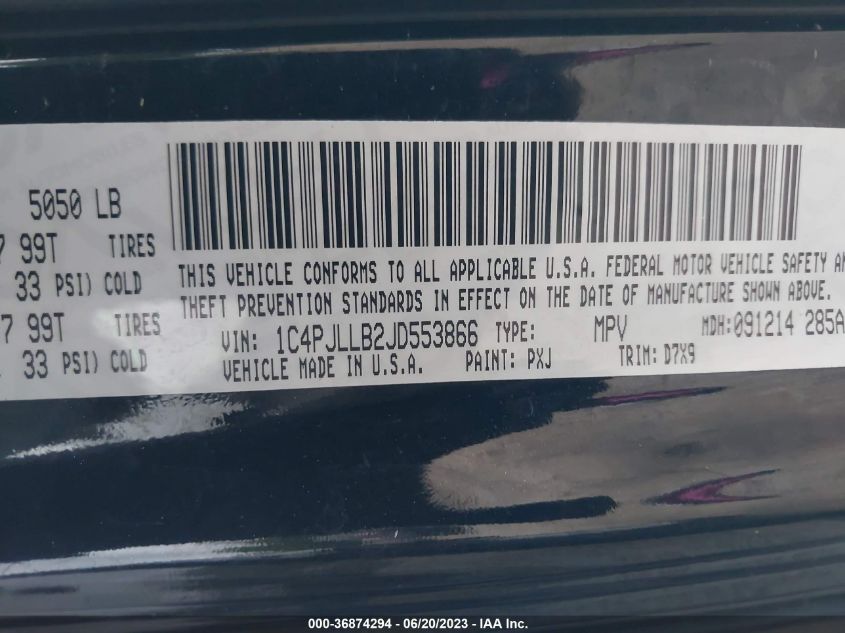 5050 LB
7 99T TIRES
33 PSI) COLD
7 99T TIRES
33 PSI) COLD
THIS VEHICLE CONFORMS TO ALL APPLICABLE U.S.A. FEDERAL MOTOR VEHICLE SAFETY AN
THEFT PREVENTION STANDARDS IN EFFECT ON THE DATE OF MANUFACTURE SHOWN ABOVE.
VIN: 1C4PJLLB2JD553866 TYPE: MPV MDH:091214 285A
VEHICLE MADE IN U.S.A. PAINT: PXJ TRIM: D7X9
000-36874294 - 06/20/2023 - IAA Inc.